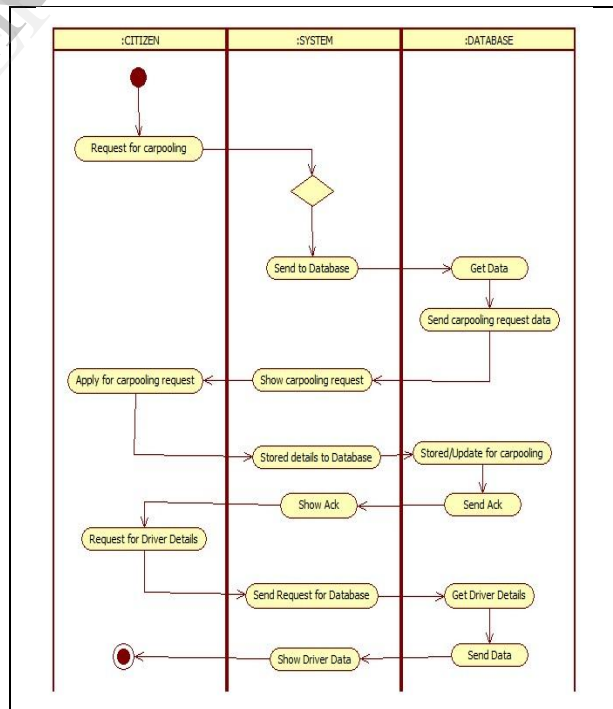 :CITIZEN
:SYSTEM
:DATABASE
Request for carpooling
Send to Database
Get Data
Send carpooling request data
Apply for carpooling request
Show carpooling request
Stored details to Database
Stored/Update for carpooling
Show Ack
Send Ack
Request for Driver Details
Send Request for Database
Get Driver Details
Show Driver Data
Send Data